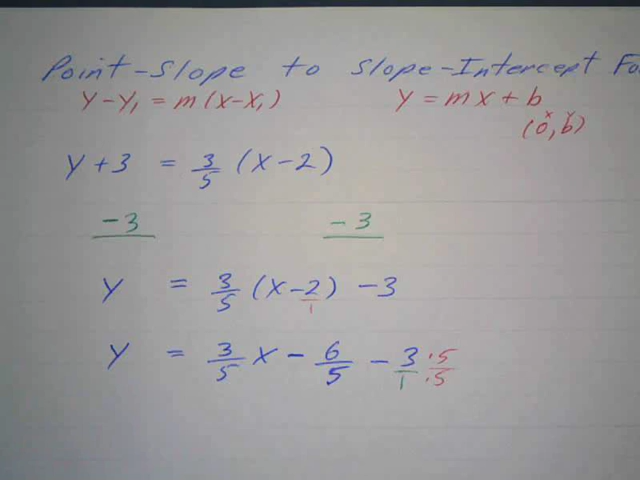 Point-Slope to Slope-Intercept Fo
y-y₁ = m(x-x₁) y = mx+b
x y
(0,b)
y+3 = 3/5 (x-2)
-3 -3
y = 3/5 (x-2/1) -3
y = 3/5 x - 6/5 - 3/1 ·5/·5